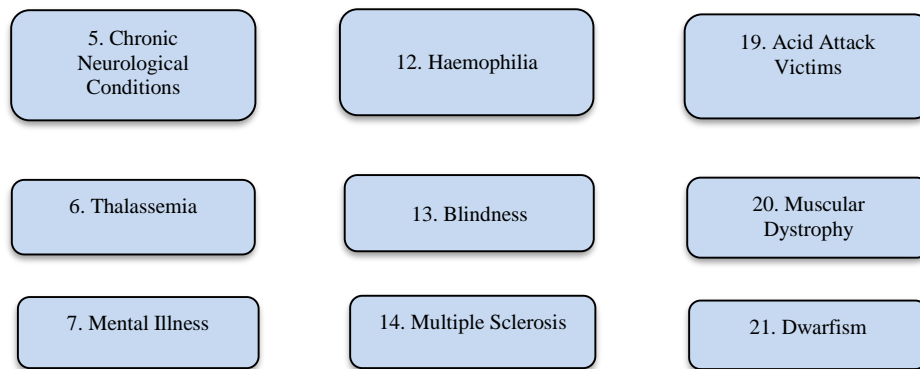 5. Chronic
Neurological
Conditions
12. Haemophilia
19. Acid Attack
Victims
6. Thalassemia
13. Blindness
20. Muscular
Dystrophy
7. Mental Illness
14. Multiple Sclerosis
21. Dwarfism